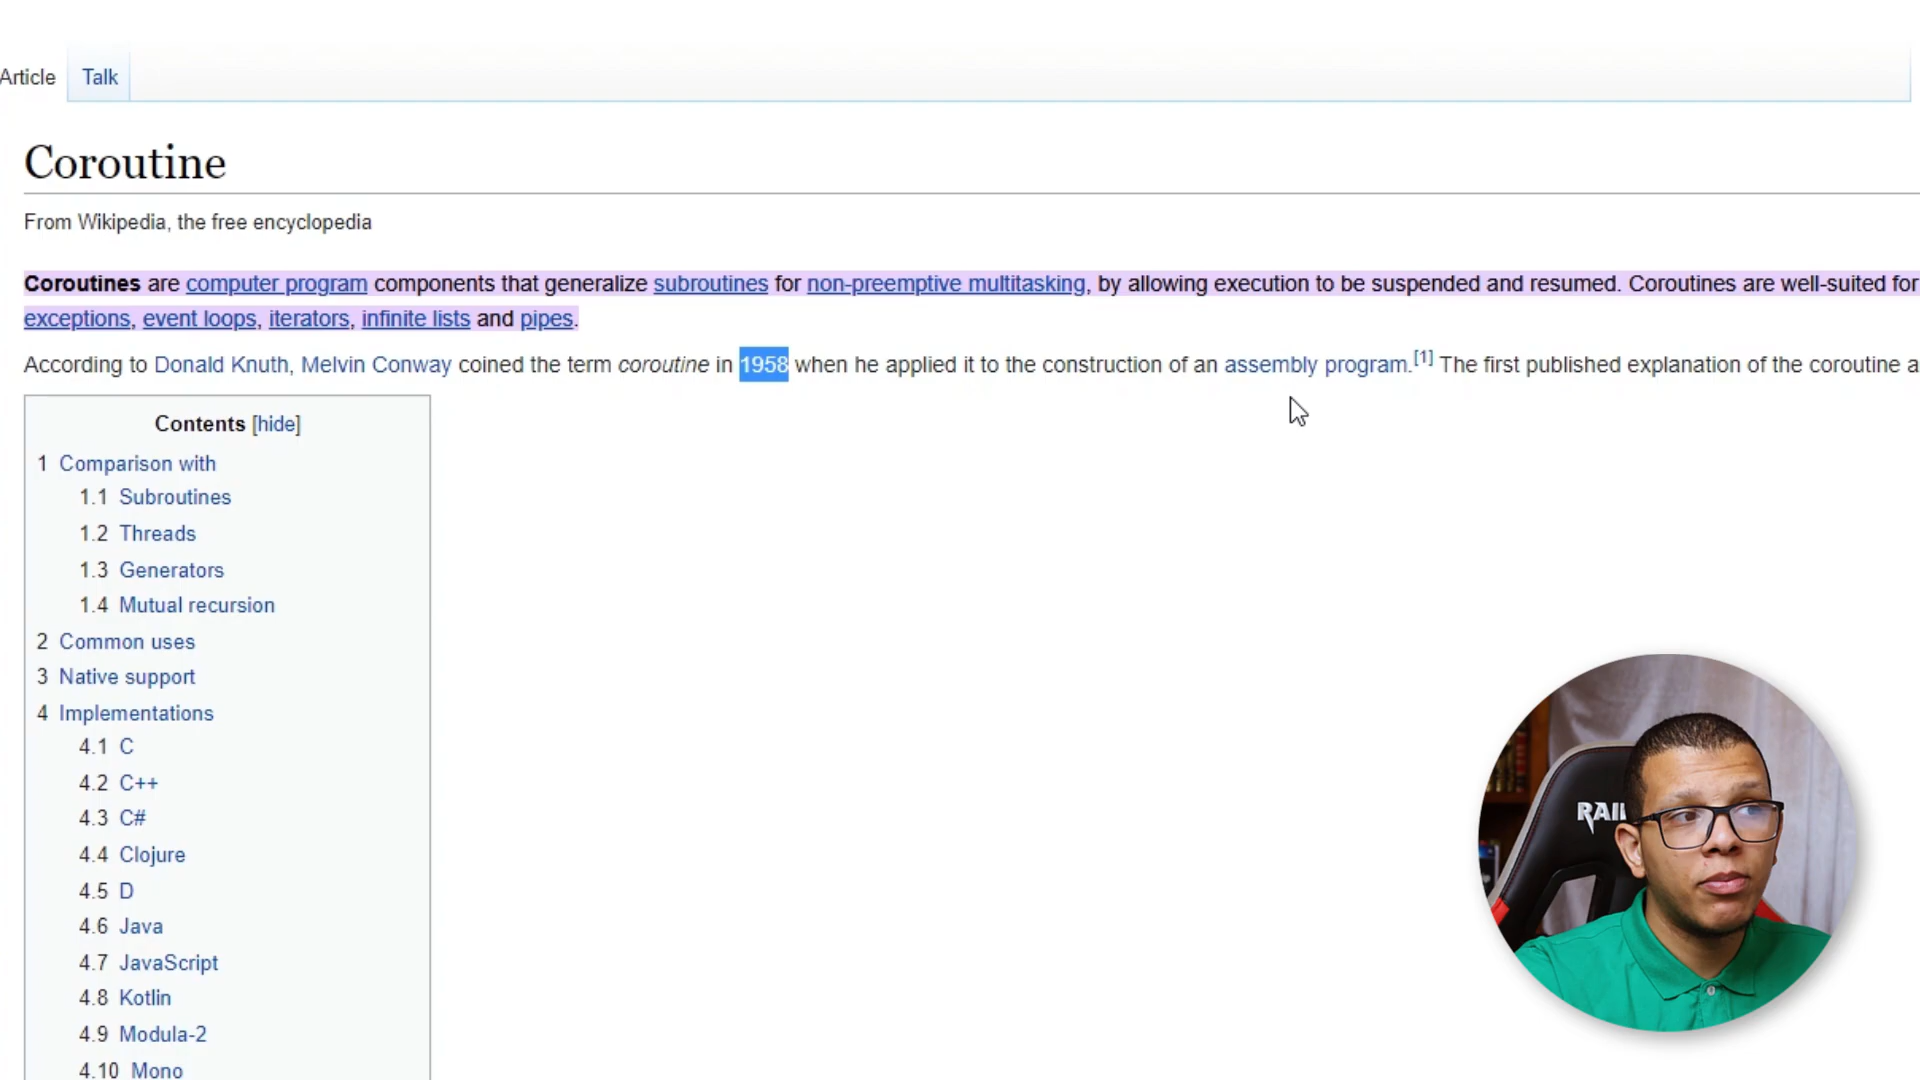 Article Talk
Coroutine
From Wikipedia, the free encyclopedia
Coroutines are computer program components that generalize subroutines for non-preemptive multitasking, by allowing execution to be suspended and resumed. Coroutines are well-suited for
exceptions, event loops, iterators, infinite lists and pipes.
According to Donald Knuth, Melvin Conway coined the term coroutine in 1958 when he applied it to the construction of an assembly program.[1] The first published explanation of the coroutine a
Contents [hide]
1 Comparison with
1.1 Subroutines
1.2 Threads
1.3 Generators
1.4 Mutual recursion
2 Common uses
3 Native support
4 Implementations
4.1 C
4.2 C++
4.3 C#
4.4 Clojure
4.5 D
4.6 Java
4.7 JavaScript
4.8 Kotlin
4.9 Modula-2
4.10 Mono